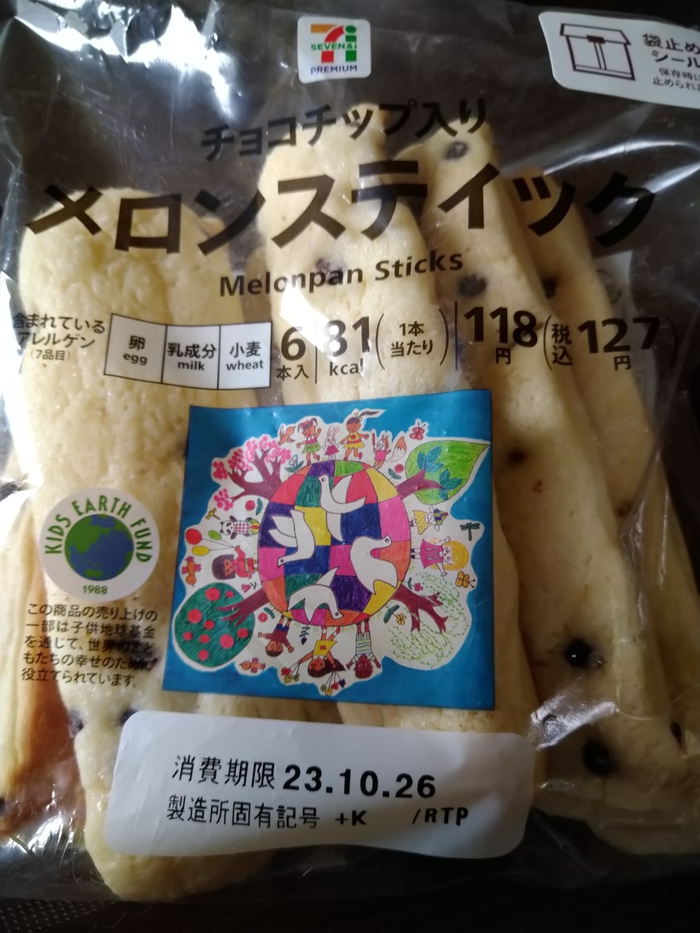 SEVEN&i
PREMIUM
袋止め
シール
チョコチップ入り
メロンスティック
Melonpan Sticks
含まれている
アレルゲン
(7品目)
卵
egg
乳成分
milk
小麦
wheat
6
本入
81
kcal
(1本
当たり)
118
円
(税
込
127
円
)
KIDS EARTH FUND
1988
この商品の売り上げの
一部は子供地球基金
を通じて、世界のこど
もたちの幸せのために
役立てられています。
消費期限 23.10.26
製造所固有記号 +K /RTP